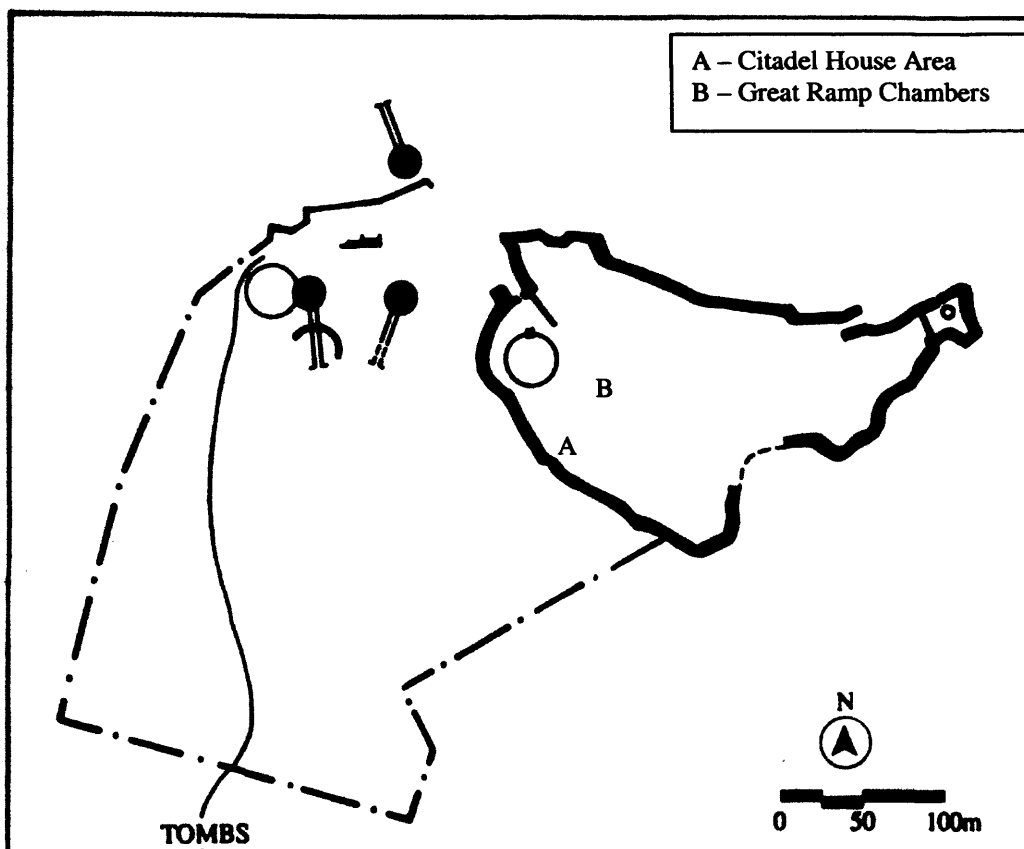 A – Citadel House Area
B – Great Ramp Chambers
B
A
N
0 50 100m
TOMBS